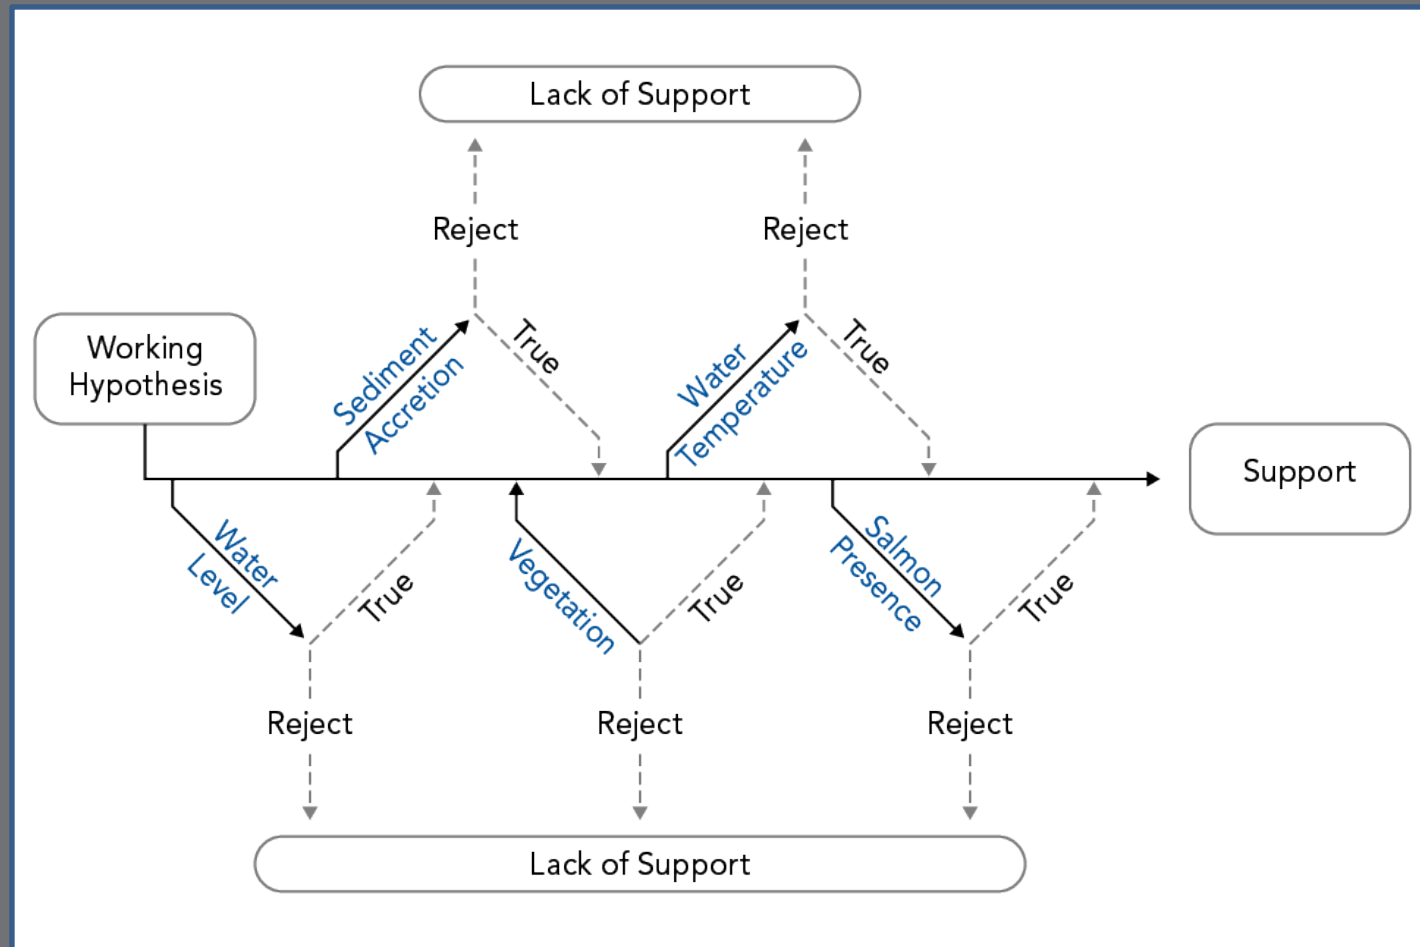 Lack of Support
Reject
Reject
Working
Hypothesis
Sediment
Accretion
True
Water
Temperature
True
Support
Water
Level
True
Vegetation
True
Salmon
Presence
True
Reject
Reject
Reject
Lack of Support